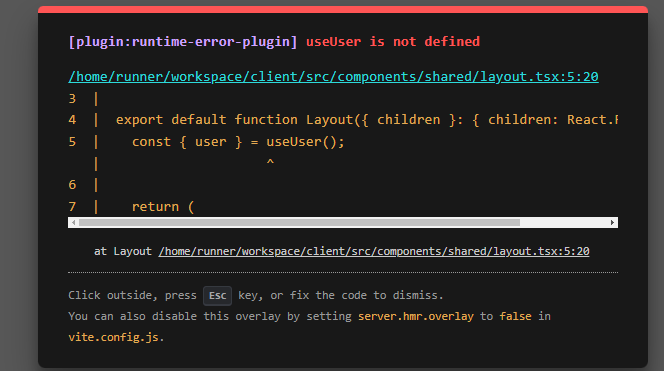 [plugin:runtime-error-plugin] useUser is not defined
/home/runner/workspace/client/src/components/shared/layout.tsx:5:20
3 |
4 | export default function Layout({ children }: { children: React.
5 | const { user } = useUser();
| ^
6 |
7 | return (
at Layout /home/runner/workspace/client/src/components/shared/layout.tsx:5:20
Click outside, press Esc key, or fix the code to dismiss.
You can also disable this overlay by setting server.hmr.overlay to false in
vite.config.js.